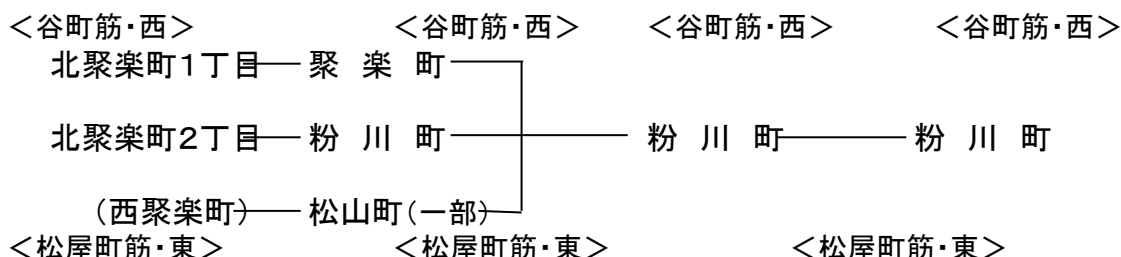 ＜谷町筋・西＞ ＜谷町筋・西＞ ＜谷町筋・西＞ ＜谷町筋・西＞
北聚楽町１丁目 聚楽町
北聚楽町２丁目 粉川町 粉川町 粉川町
（西聚楽町） 松山町（一部）
＜松屋町筋・東＞ ＜松屋町筋・東＞ ＜松屋町筋・東＞